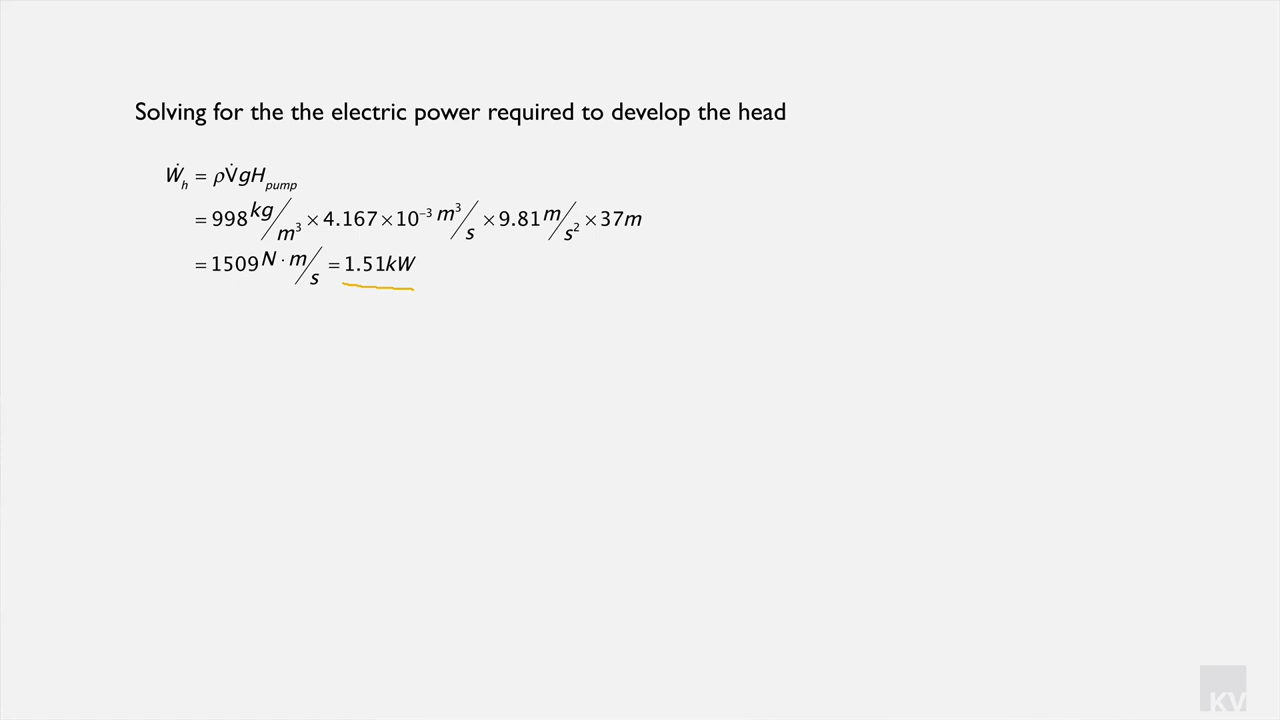 Solving for the the electric power required to develop the head
Ẇₕ = ρV̇gH_pump
= 998 kg/m³ × 4.167 × 10⁻³ m³/s × 9.81 m/s² × 37m
= 1509 N · m/s = 1.51kW
KV